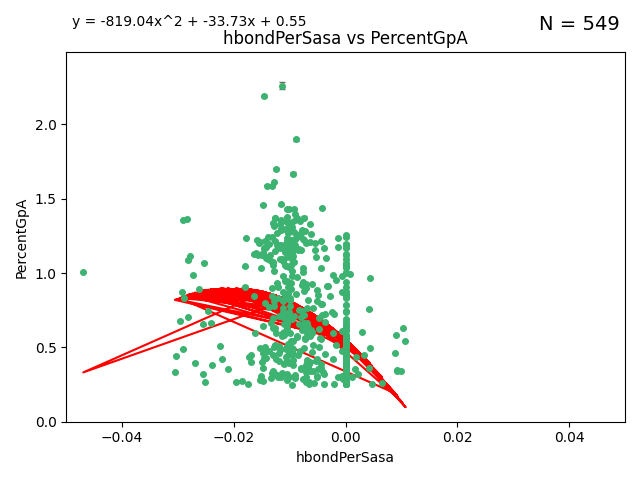 y = -819.04x^2 + -33.73x + 0.55
N = 549
hbondPerSasa vs PercentGpA
PercentGpA
2.0
1.5
1.0
0.5
0.0
−0.04 −0.02 0.00 0.02 0.04
hbondPerSasa